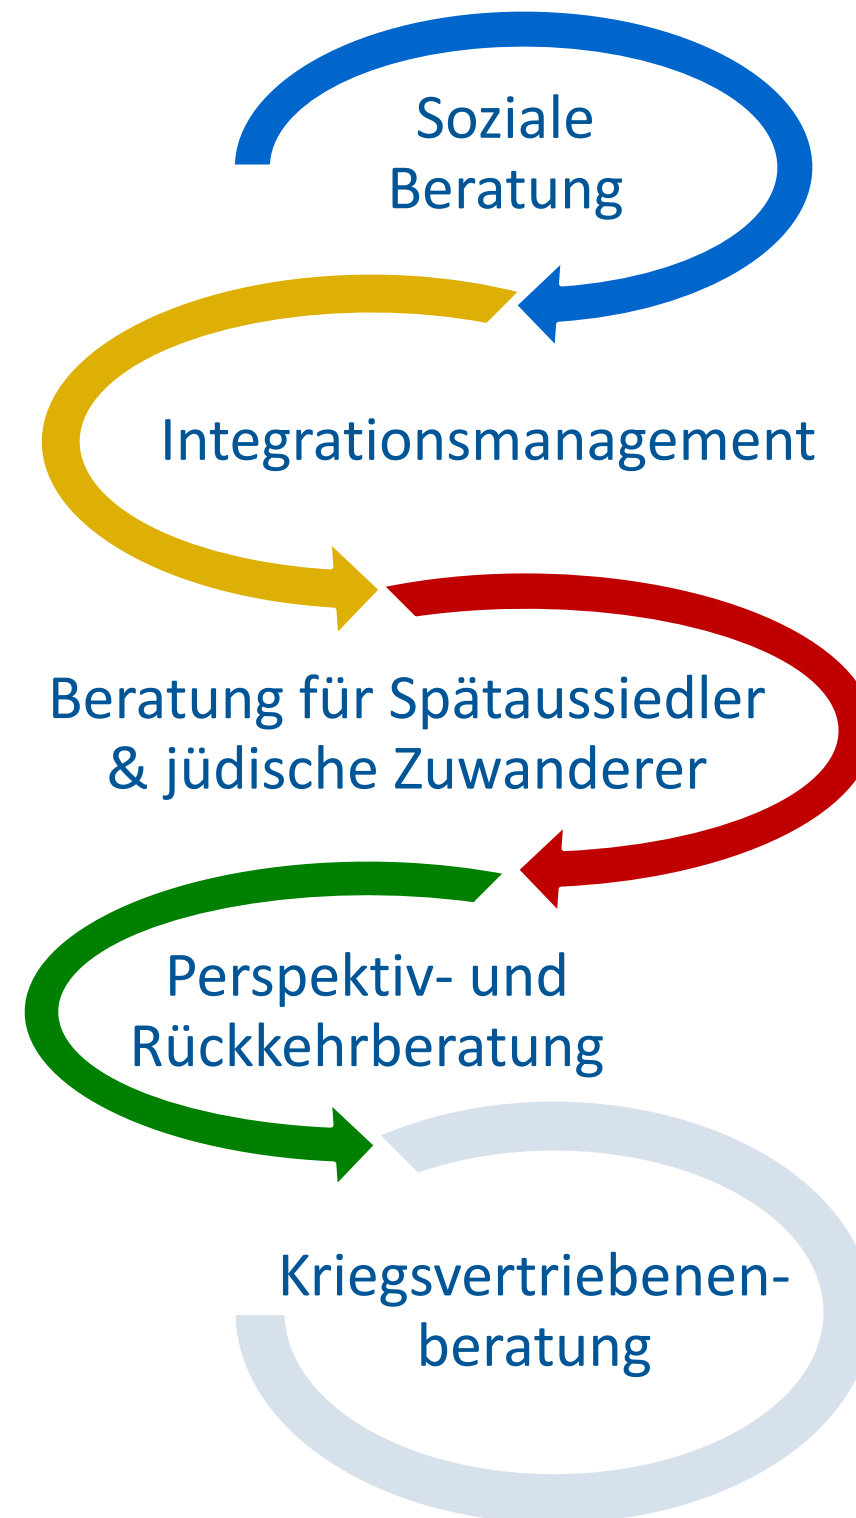 Soziale
Beratung
Integrationsmanagement
Beratung für Spätaussiedler
& jüdische Zuwanderer
Perspektiv- und
Rückkehrberatung
Kriegsvertriebenen-
beratung